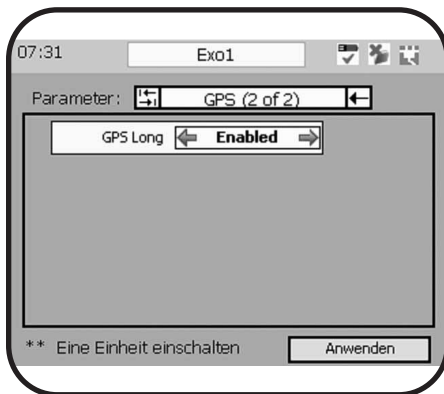 07:31 Exo1
Parameter: GPS (2 of 2)
GPS Long Enabled
** Eine Einheit einschalten Anwenden